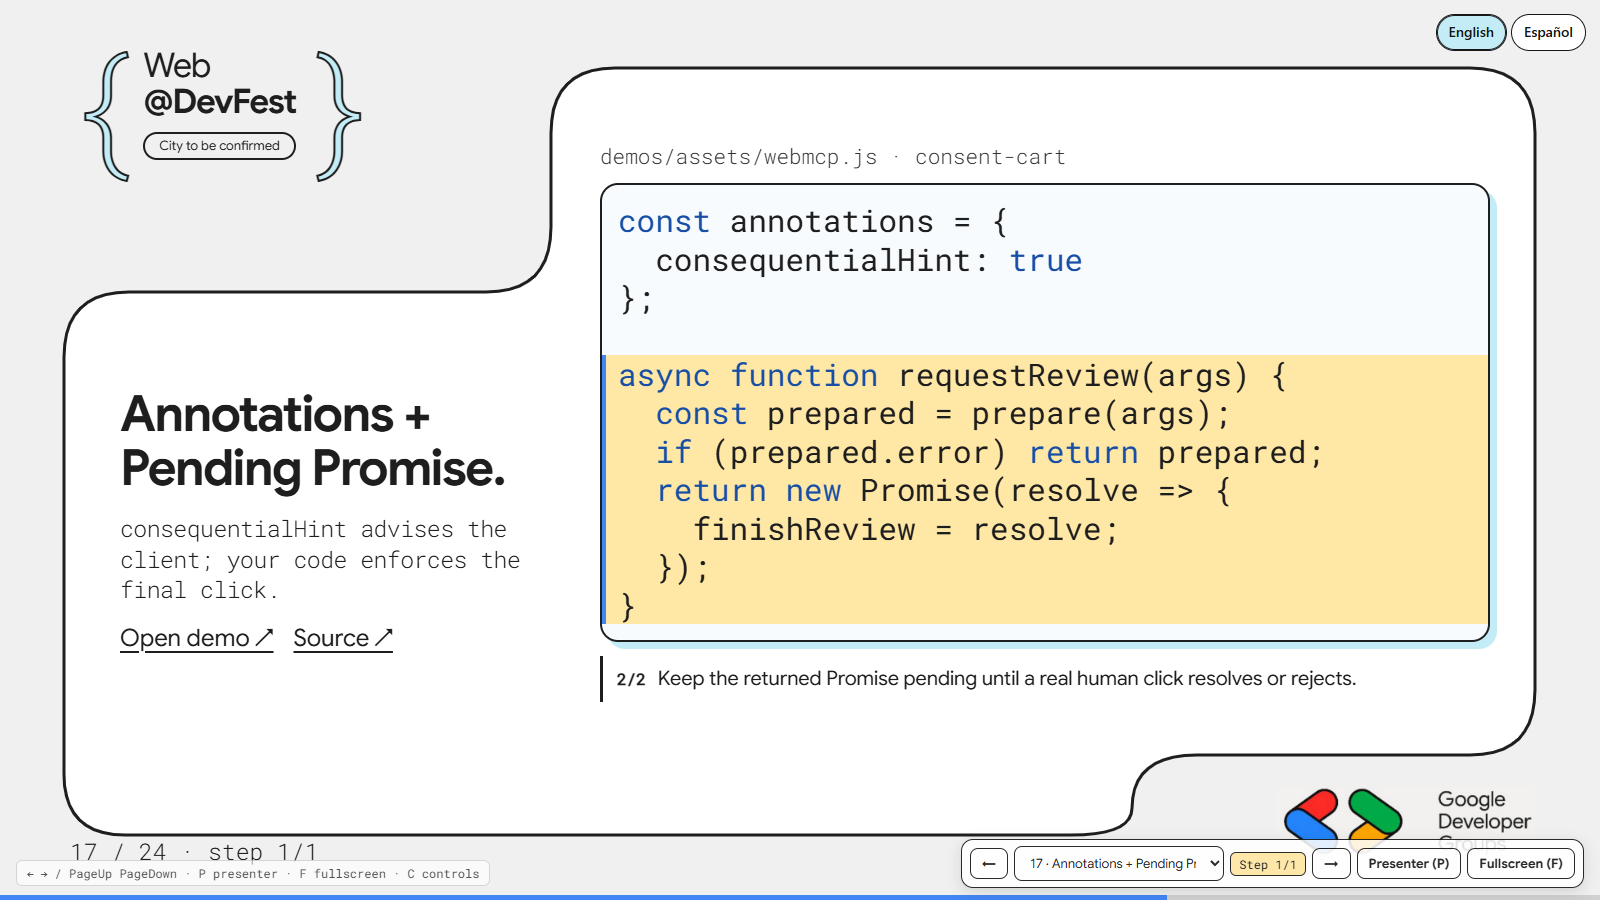 English
Español
Web
@DevFest
City to be confirmed
demos/assets/webmcp.js · consent-cart
const annotations = {
  consequentialHint: true
};
async function requestReview(args) {
  const prepared = prepare(args);
  if (prepared.error) return prepared;
  return new Promise(resolve => {
    finishReview = resolve;
  });
}
Annotations +
Pending Promise.
consequentialHint advises the
client; your code enforces the
final click.
Open demo ↗ Source ↗
2/2 Keep the returned Promise pending until a real human click resolves or rejects.
Google
Developer
Groups
17 / 24 · step 1/1
← → / PageUp PageDown · P presenter · F fullscreen · C controls
← 17 · Annotations + Pending Pr Step 1/1 → Presenter (P) Fullscreen (F)